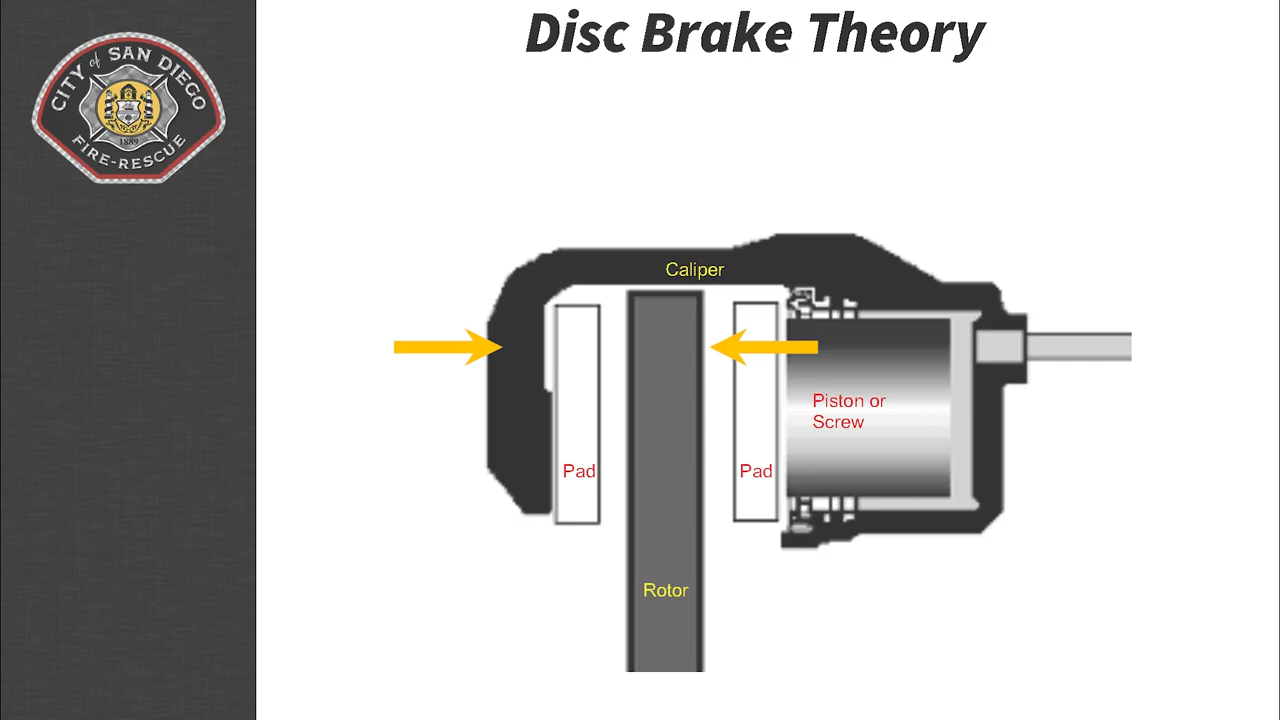 Disc Brake Theory
CITY of SAN DIEGO
1889
FIRE-RESCUE
Caliper
Piston or
Screw
Pad
Pad
Rotor